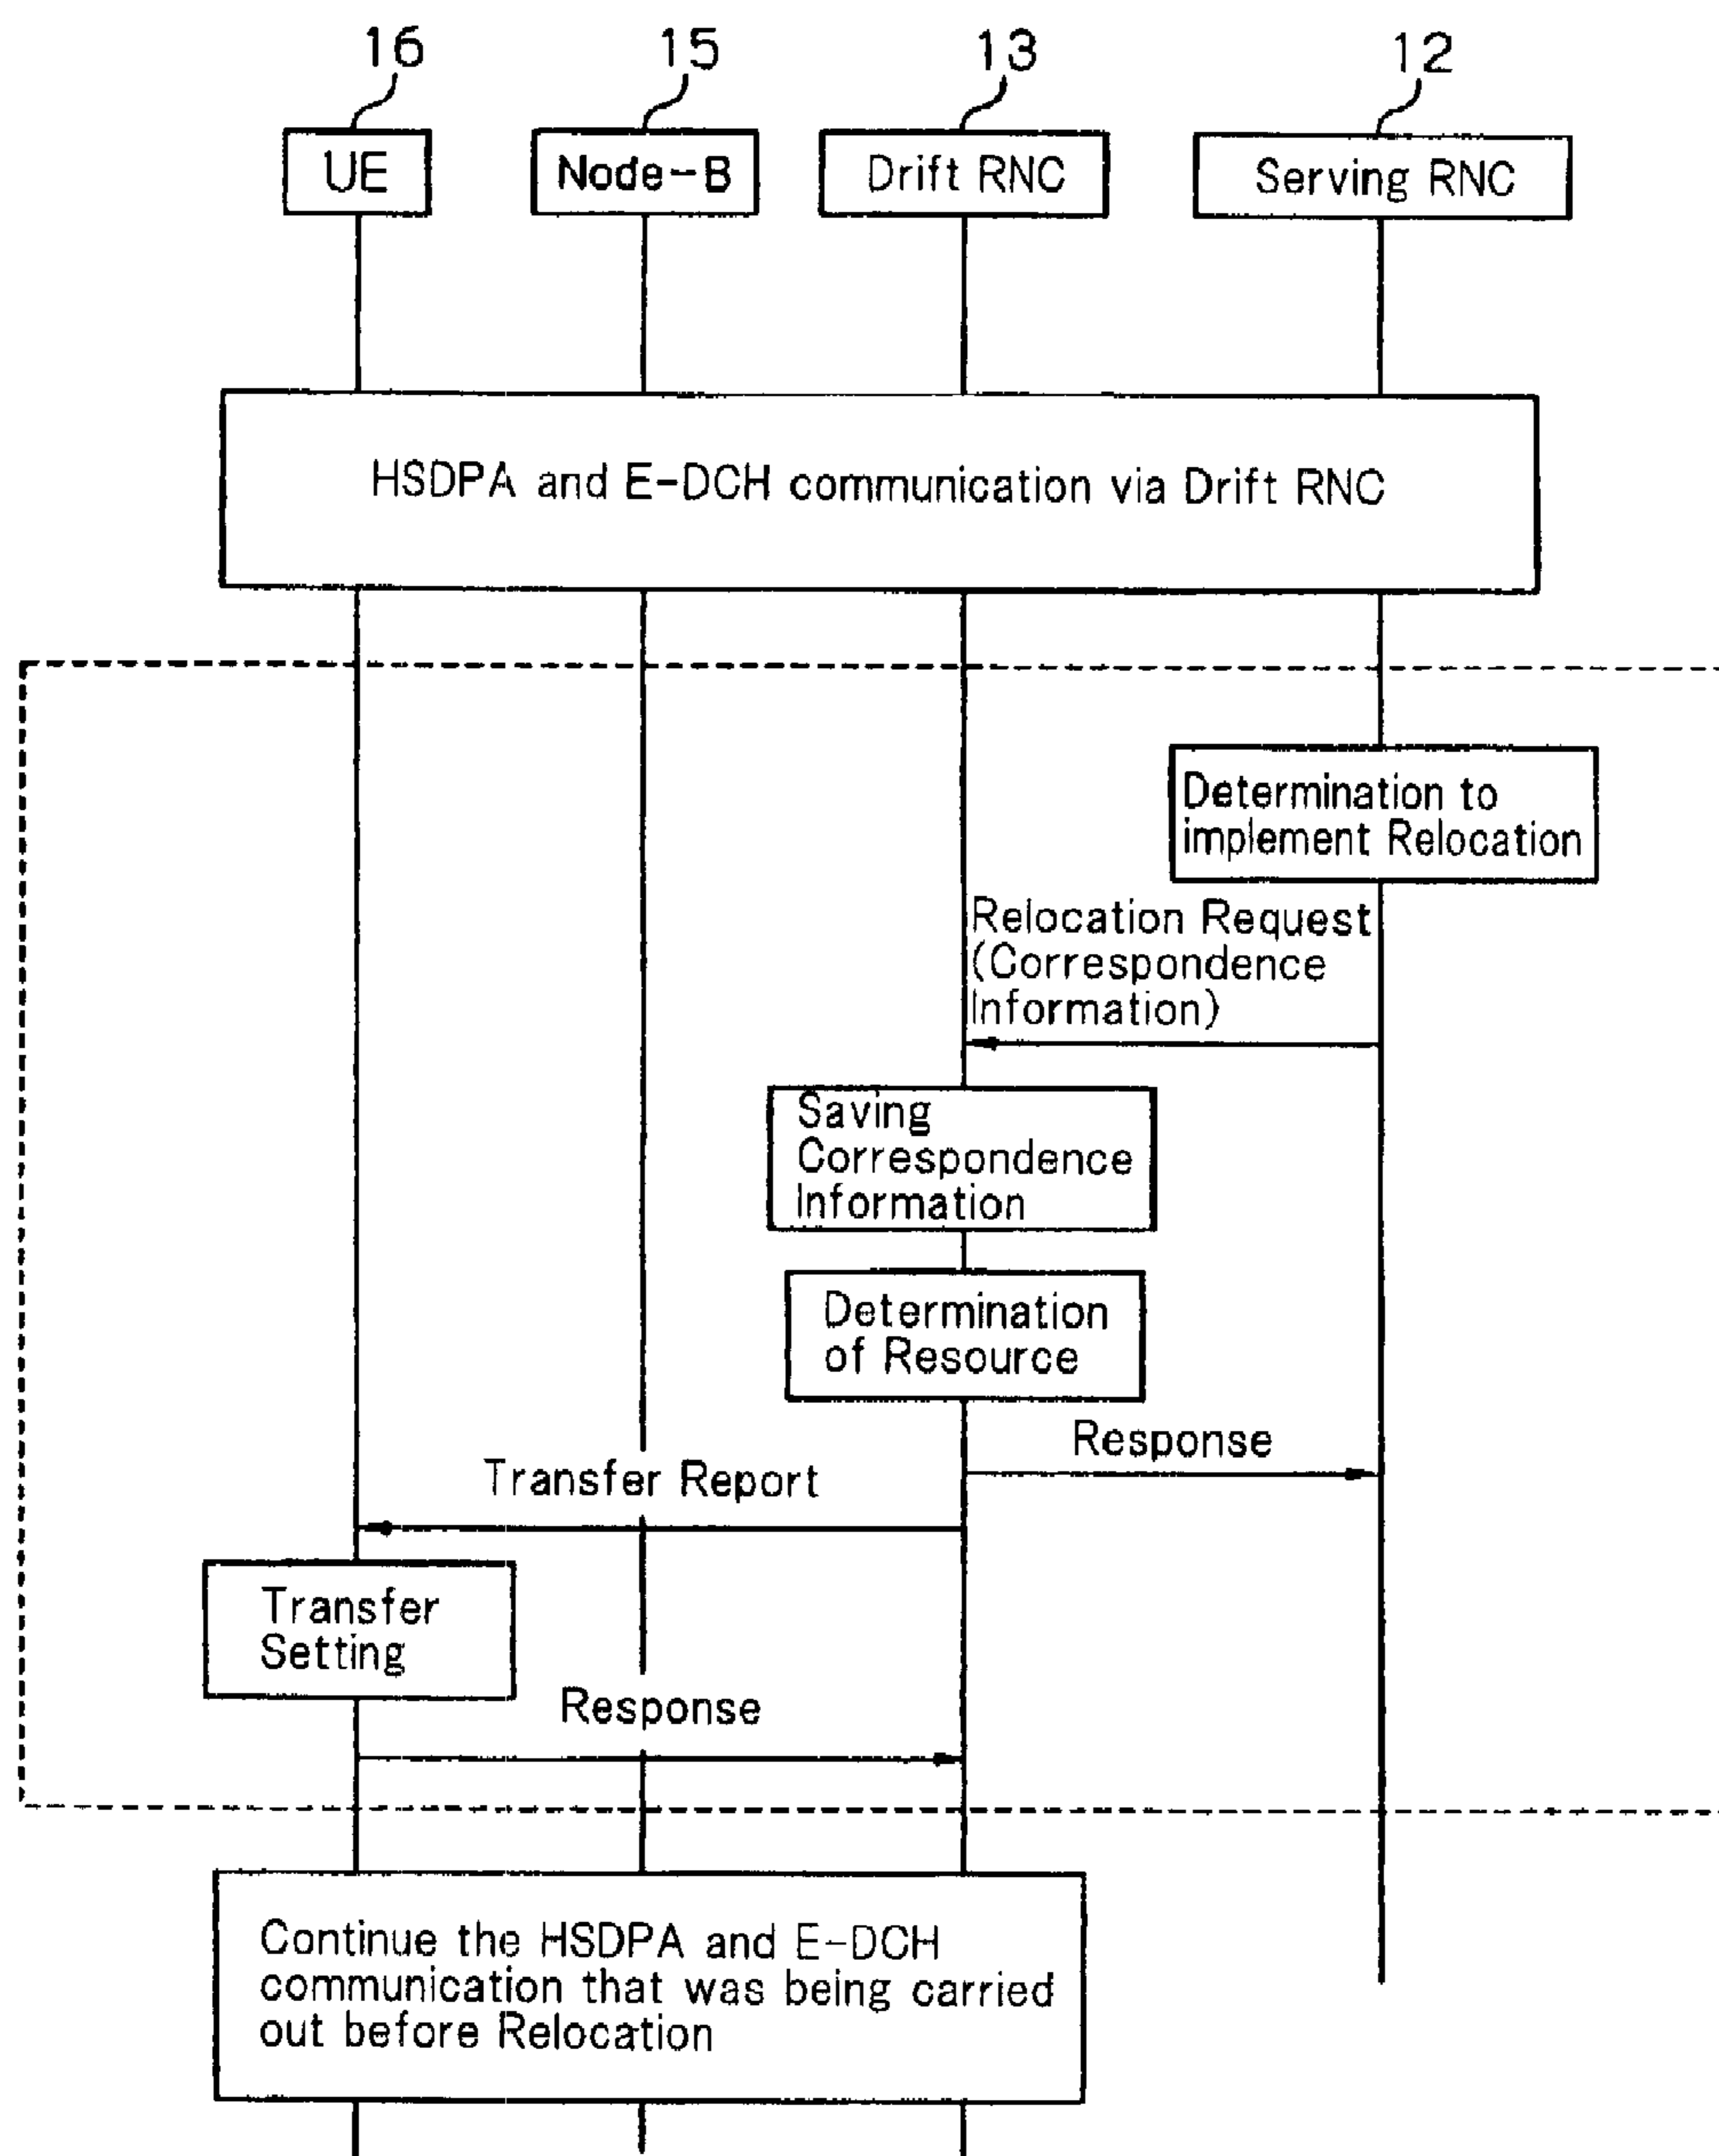 16
15
13
12
UE
Node-B
Drift RNC
Serving RNC
HSDPA and E-DCH communication via Drift RNC
Determination to
implement Relocation
Relocation Request
(Correspondence
Information)
Saving
Correspondence
Information
Determination
of Resource
Response
Transfer Report
Transfer
Setting
Response
Continue the HSDPA and E-DCH
communication that was being carried
out before Relocation